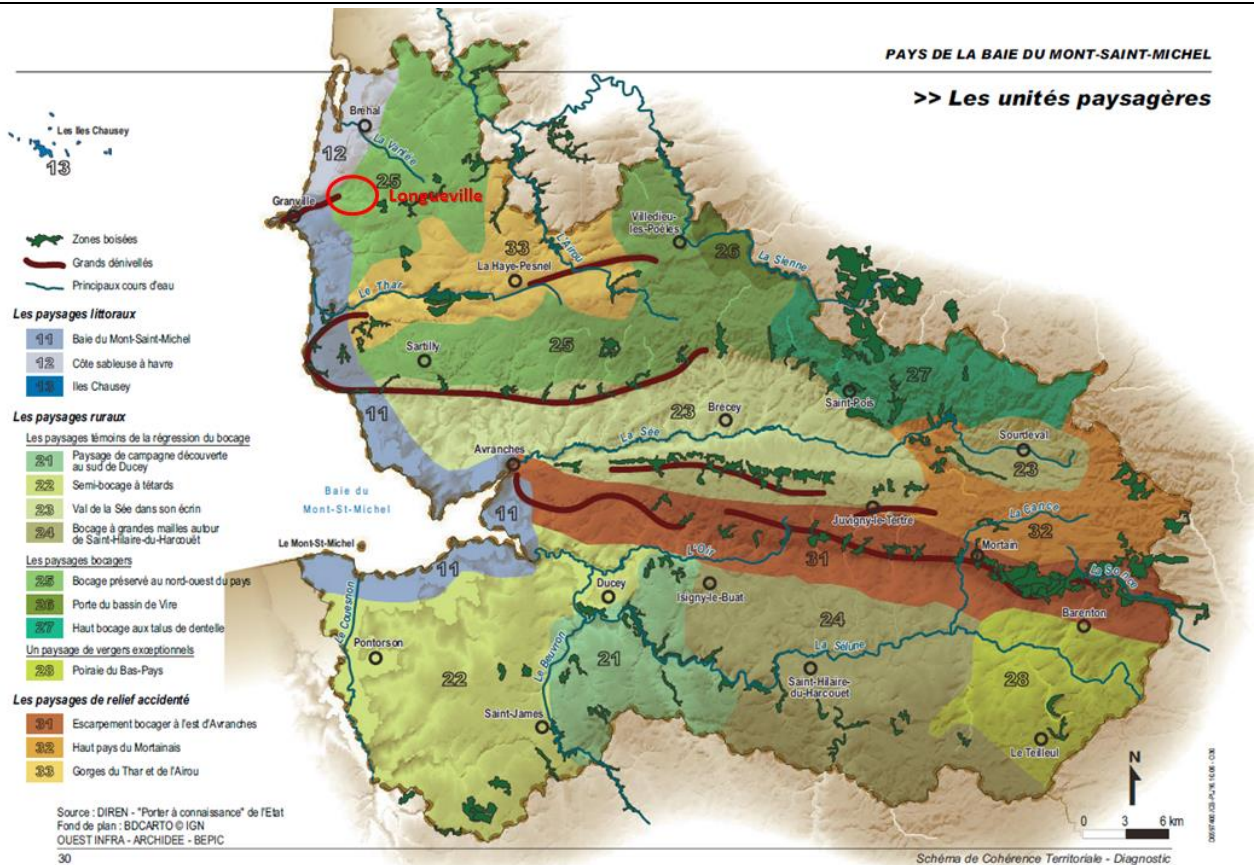 PAYS DE LA BAIE DU MONT-SAINT-MICHEL
>> Les unités paysagères
Les Iles Chausey
13
Bréhal
La Vanlée
12
25
Longueville
Granville
Villedieu-
les-Poëles
26
La Sienne
33
L'Airou
La Haye-Pesnel
Le Thar
Sartilly
25
27
Saint-Pois
11
23
Brécey
La Sée
Sourdeval
23
Avranches
Baie du
Mont-St-Michel
11
Juvigny-le-Tertre
La Cance
32
Le Mont-St-Michel
11
L'Oir
31
Mortain
La Sonce
Ducey
Isigny-le-Buat
24
Barenton
Le Couesnon
Pontorson
Le Beuvron
21
La Sélune
22
Saint-Hilaire-
du-Harcouet
28
Saint-James
Le Teilleul
Zones boisées
Grands dénivellés
Principaux cours d'eau
Les paysages littoraux
11 Baie du Mont-Saint-Michel
12 Côte sableuse à havre
13 Iles Chausey
Les paysages ruraux
Les paysages témoins de la régression du bocage
21 Paysage de campagne découverte
au sud de Ducey
22 Semi-bocage à tétards
23 Val de la Sée dans son écrin
24 Bocage à grandes mailles autour
de Saint-Hilaire-du-Harcouët
Les paysages bocagers
25 Bocage préservé au nord-ouest du pays
26 Porte du bassin de Vire
27 Haut bocage aux talus de dentelle
Un paysage de vergers exceptionnels
28 Poiraie du Bas-Pays
Les paysages de relief accidenté
31 Escarpement bocager à l'est d'Avranches
32 Haut pays du Mortainais
33 Gorges du Thar et de l'Airou
N
0 3 6 km
Source : DIREN - "Porter à connaissance" de l'Etat
Fond de plan : BDCARTO © IGN
OUEST INFRA - ARCHIDEE - BEPIC
30
Schéma de Cohérence Territoriale - Diagnostic